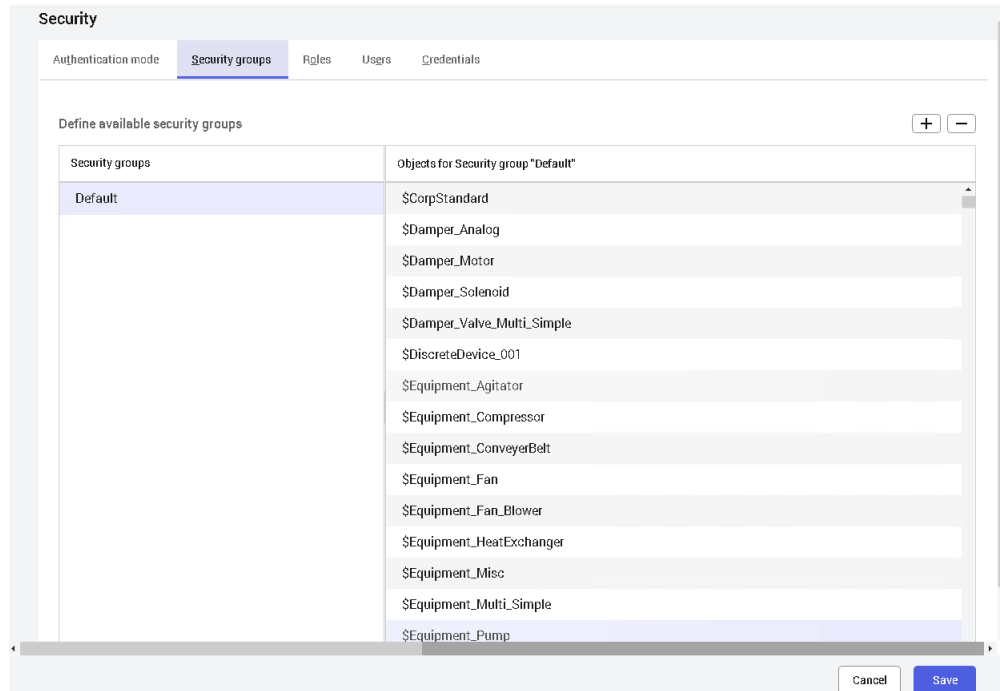 Security
Authentication mode Security groups Roles Users Credentials
Define available security groups
Security groups Objects for Security group "Default"
Default $CorpStandard
$Damper_Analog
$Damper_Motor
$Damper_Solenoid
$Damper_Valve_Multi_Simple
$DiscreteDevice_001
$Equipment_Agitator
$Equipment_Compressor
$Equipment_ConveyerBelt
$Equipment_Fan
$Equipment_Fan_Blower
$Equipment_HeatExchanger
$Equipment_Misc
$Equipment_Multi_Simple
$Equipment_Pump
Cancel Save